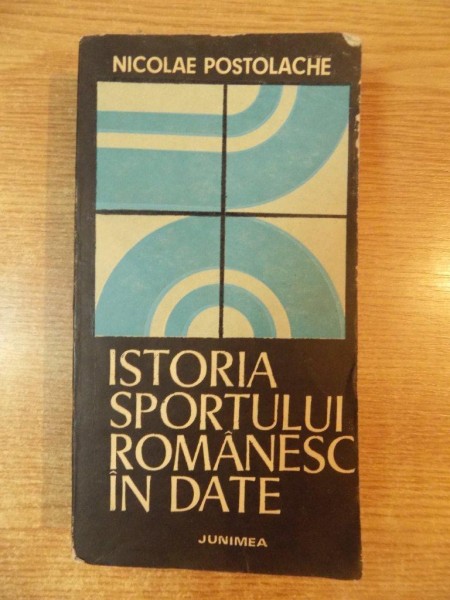 NICOLAE POSTOLACHE
ISTORIA
SPORTULUI
ROMÂNESC
ÎN DATE
JUNIMEA